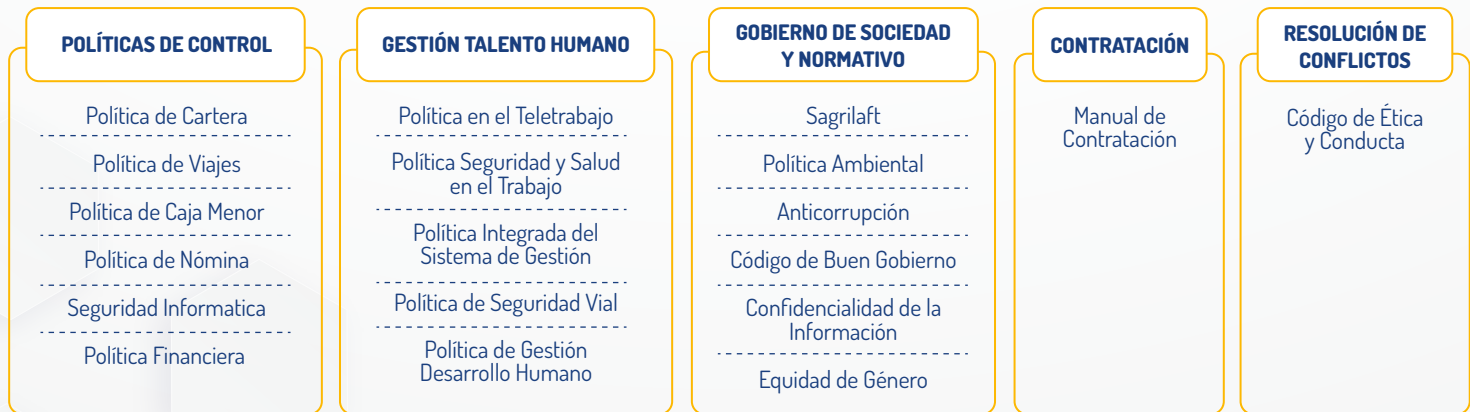 POLÍTICAS DE CONTROL
Política de Cartera
Política de Viajes
Política de Caja Menor
Política de Nómina
Seguridad Informatica
Política Financiera
GESTIÓN TALENTO HUMANO
Política en el Teletrabajo
Política Seguridad y Salud
en el Trabajo
Política Integrada del
Sistema de Gestión
Política de Seguridad Vial
Política de Gestión
Desarrollo Humano
GOBIERNO DE SOCIEDAD
Y NORMATIVO
Sagrilaft
Política Ambiental
Anticorrupción
Código de Buen Gobierno
Confidencialidad de la
Información
Equidad de Género
CONTRATACIÓN
Manual de
Contratación
RESOLUCIÓN DE
CONFLICTOS
Código de Ética
y Conducta